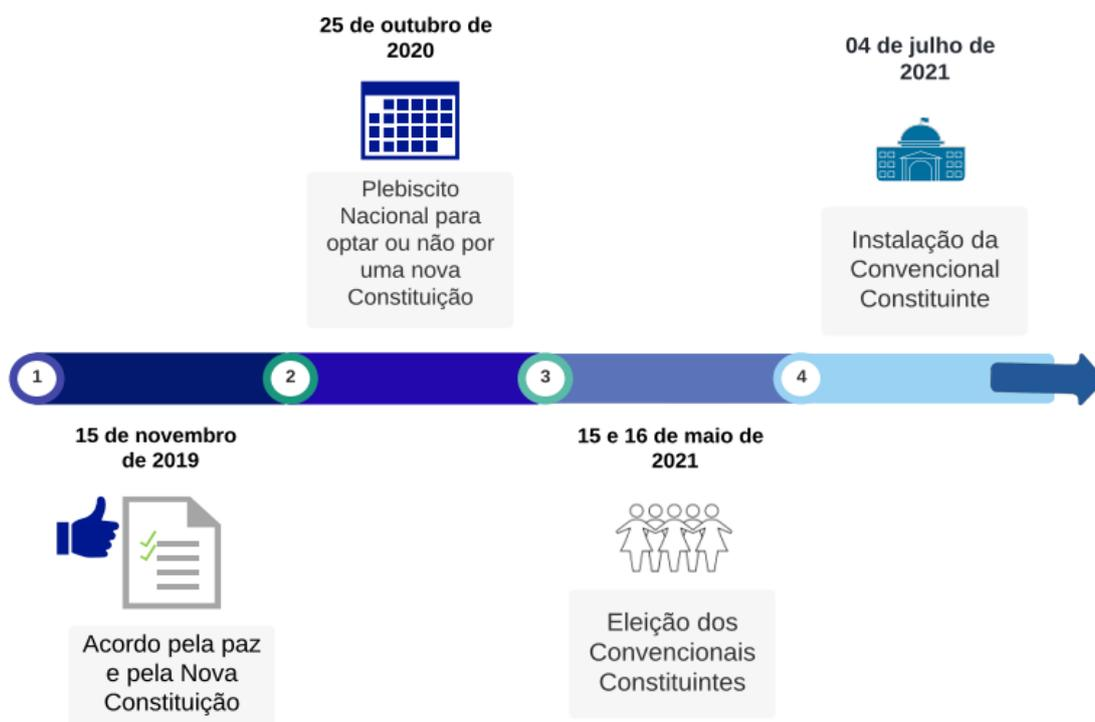 25 de outubro de
2020
Plebiscito
Nacional para
optar ou não por
uma nova
Constituição
04 de julho de
2021
Instalação da
Convencional
Constituinte
1
2
3
4
15 de novembro
de 2019
Acordo pela paz
e pela Nova
Constituição
15 e 16 de maio de
2021
Eleição dos
Convencionais
Constituintes